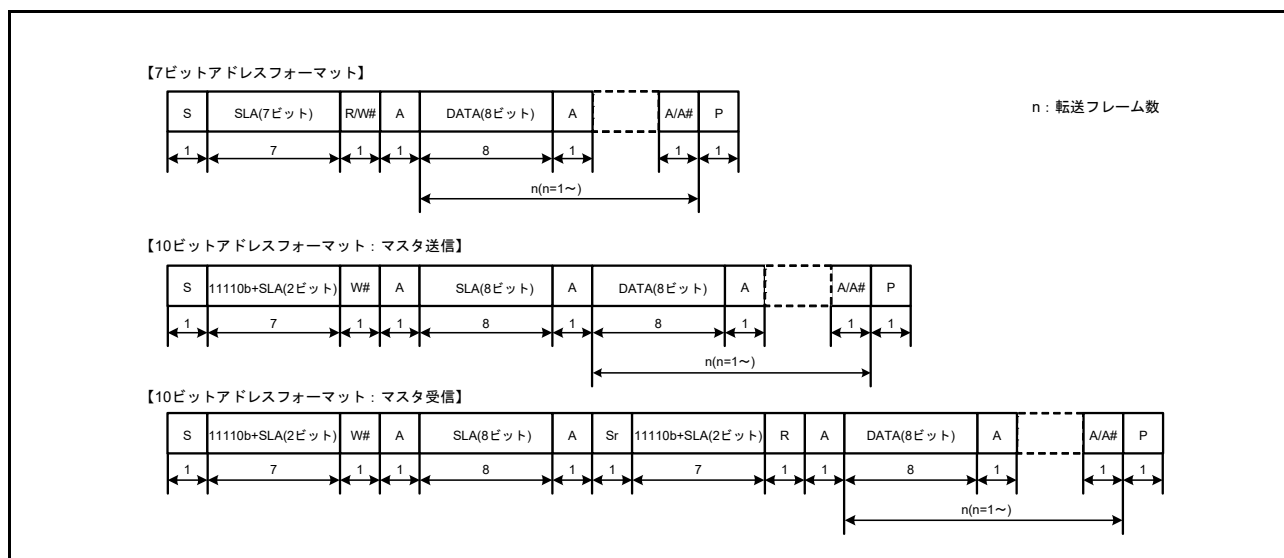 【7ビットアドレスフォーマット】
n：転送フレーム数
S SLA(7ビット) R/W# A DATA(8ビット) A A/A# P
1 7 1 1 8 1 1 1
n(n=1～)
【10ビットアドレスフォーマット：マスタ送信】
S 11110b+SLA(2ビット) W# A SLA(8ビット) A DATA(8ビット) A A/A# P
1 7 1 1 8 1 8 1 1 1
n(n=1～)
【10ビットアドレスフォーマット：マスタ受信】
S 11110b+SLA(2ビット) W# A SLA(8ビット) A Sr 11110b+SLA(2ビット) R A DATA(8ビット) A A/A# P
1 7 1 1 8 1 1 7 1 1 8 1 1 1
n(n=1～)